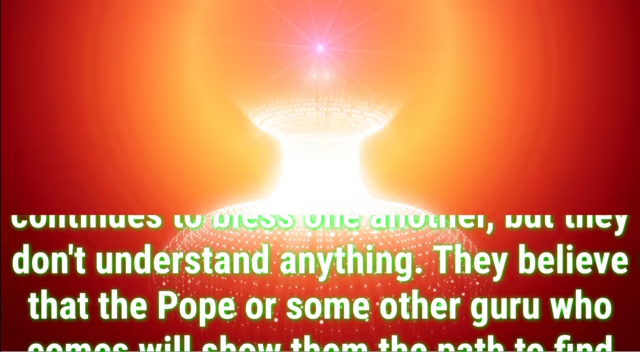 continues to bless one another, but they
don't understand anything. They believe
that the Pope or some other guru who
comes will show them the path to find